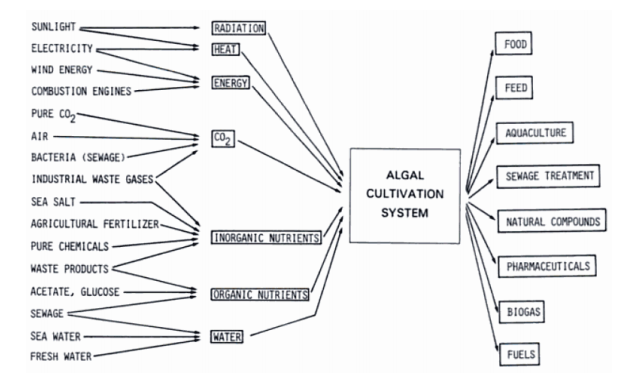 SUNLIGHT
ELECTRICITY
WIND ENERGY
COMBUSTION ENGINES
PURE CO2
AIR
BACTERIA (SEWAGE)
INDUSTRIAL WASTE GASES
SEA SALT
AGRICULTURAL FERTILIZER
PURE CHEMICALS
WASTE PRODUCTS
ACETATE, GLUCOSE
SEWAGE
SEA WATER
FRESH WATER
RADIATION
HEAT
ENERGY
CO2
INORGANIC NUTRIENTS
ORGANIC NUTRIENTS
WATER
ALGAL
CULTIVATION
SYSTEM
FOOD
FEED
AQUACULTURE
SEWAGE TREATMENT
NATURAL COMPOUNDS
PHARMACEUTICALS
BIOGAS
FUELS